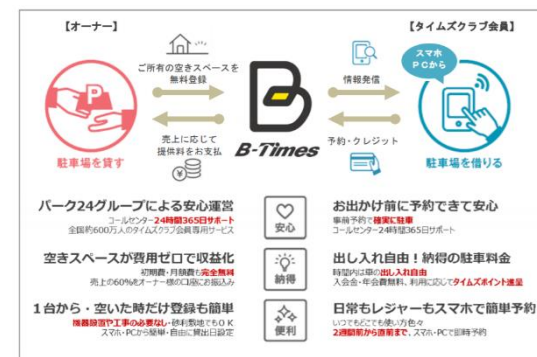 【オーナー】
【タイムズクラブ会員】
ご所有の空きスペースを
無料登録
売上に応じて
提供料をお支払
P
駐車場を貸す
B
B-Times
情報発信
予約・クレジット
スマホ
PCから
駐車場を借りる
パーク24グループによる安心運営
コールセンター24時間365日サポート
全国約600万人のタイムズクラブ会員専用サービス
安心
お出かけ前に予約できて安心
事前予約で確実に駐車
コールセンター24時間365日サポート
空きスペースが費用ゼロで収益化
初期費・月額費も完全無料
売上の60%をオーナー様の口座にお振込み
納得
出し入れ自由！納得の駐車料金
時間内は車の出し入れ自由
入会金・年会費無料、利用に応じてタイムズポイント進呈
1台から・空いた時だけ登録も簡単
機器設置や工事の必要なし・砂利敷地でもOK
スマホ・PCから簡単・自由に貸出日設定
便利
日常もレジャーもスマホで簡単予約
いつでもどこでも使い方色々
2週間前から直前まで、スマホ・PCで即時予約